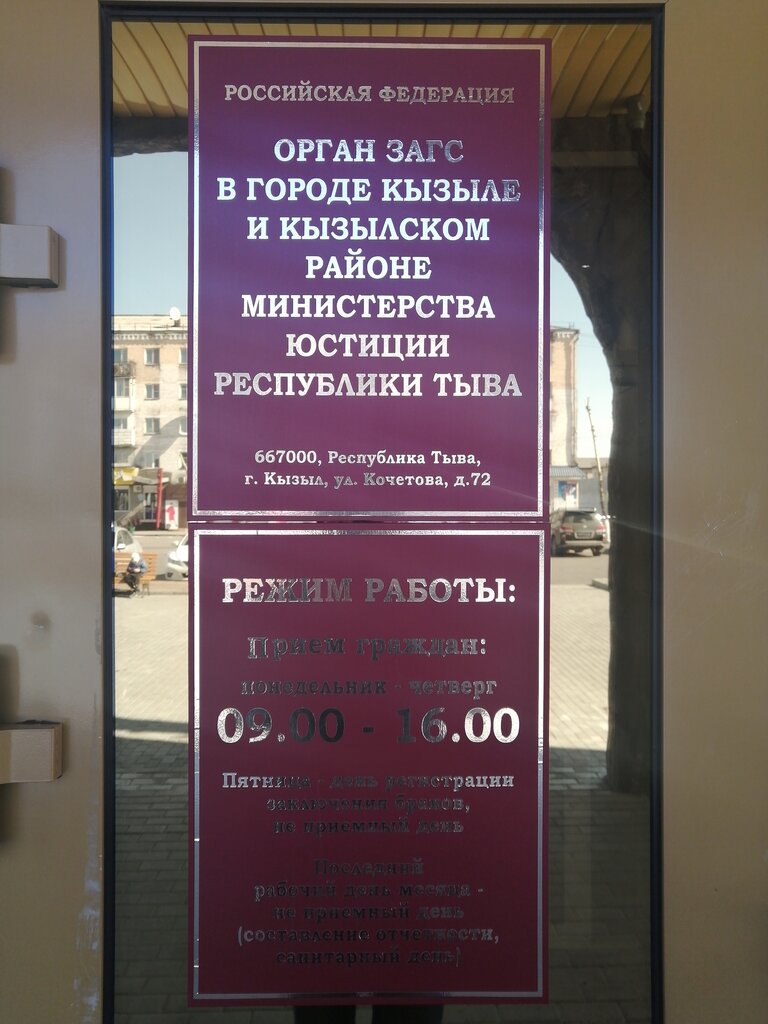 РОССИЙСКАЯ ФЕДЕРАЦИЯ
ОРГАН ЗАГС
В ГОРОДЕ КЫЗЫЛЕ
И КЫЗЫЛСКОМ
РАЙОНЕ
МИНИСТЕРСТВА
ЮСТИЦИИ
РЕСПУБЛИКИ ТЫВА
667000, Республика Тыва,
г. Кызыл, ул. Кочетова, д.72
РЕЖИМ РАБОТЫ:
Прием граждан:
понедельник - четверг
09.00 - 16.00
Пятница - день регистрации
заключения браков,
не приемный день
Последний
рабочий день месяца -
не приемный день
(составление отчетности,
санитарный день)